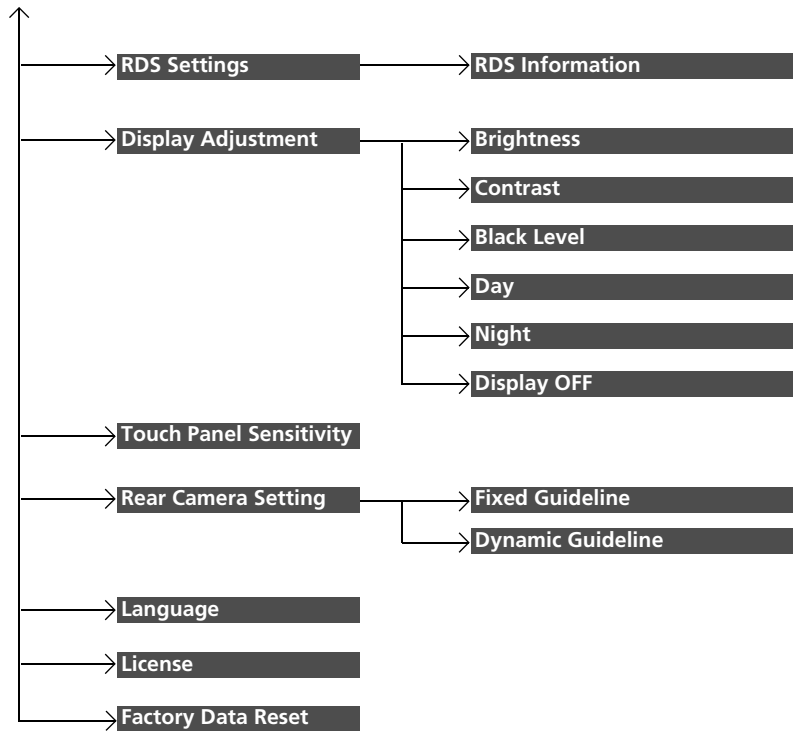 RDS Settings
RDS Information
Display Adjustment
Brightness
Contrast
Black Level
Day
Night
Display OFF
Touch Panel Sensitivity
Rear Camera Setting
Fixed Guideline
Dynamic Guideline
Language
License
Factory Data Reset